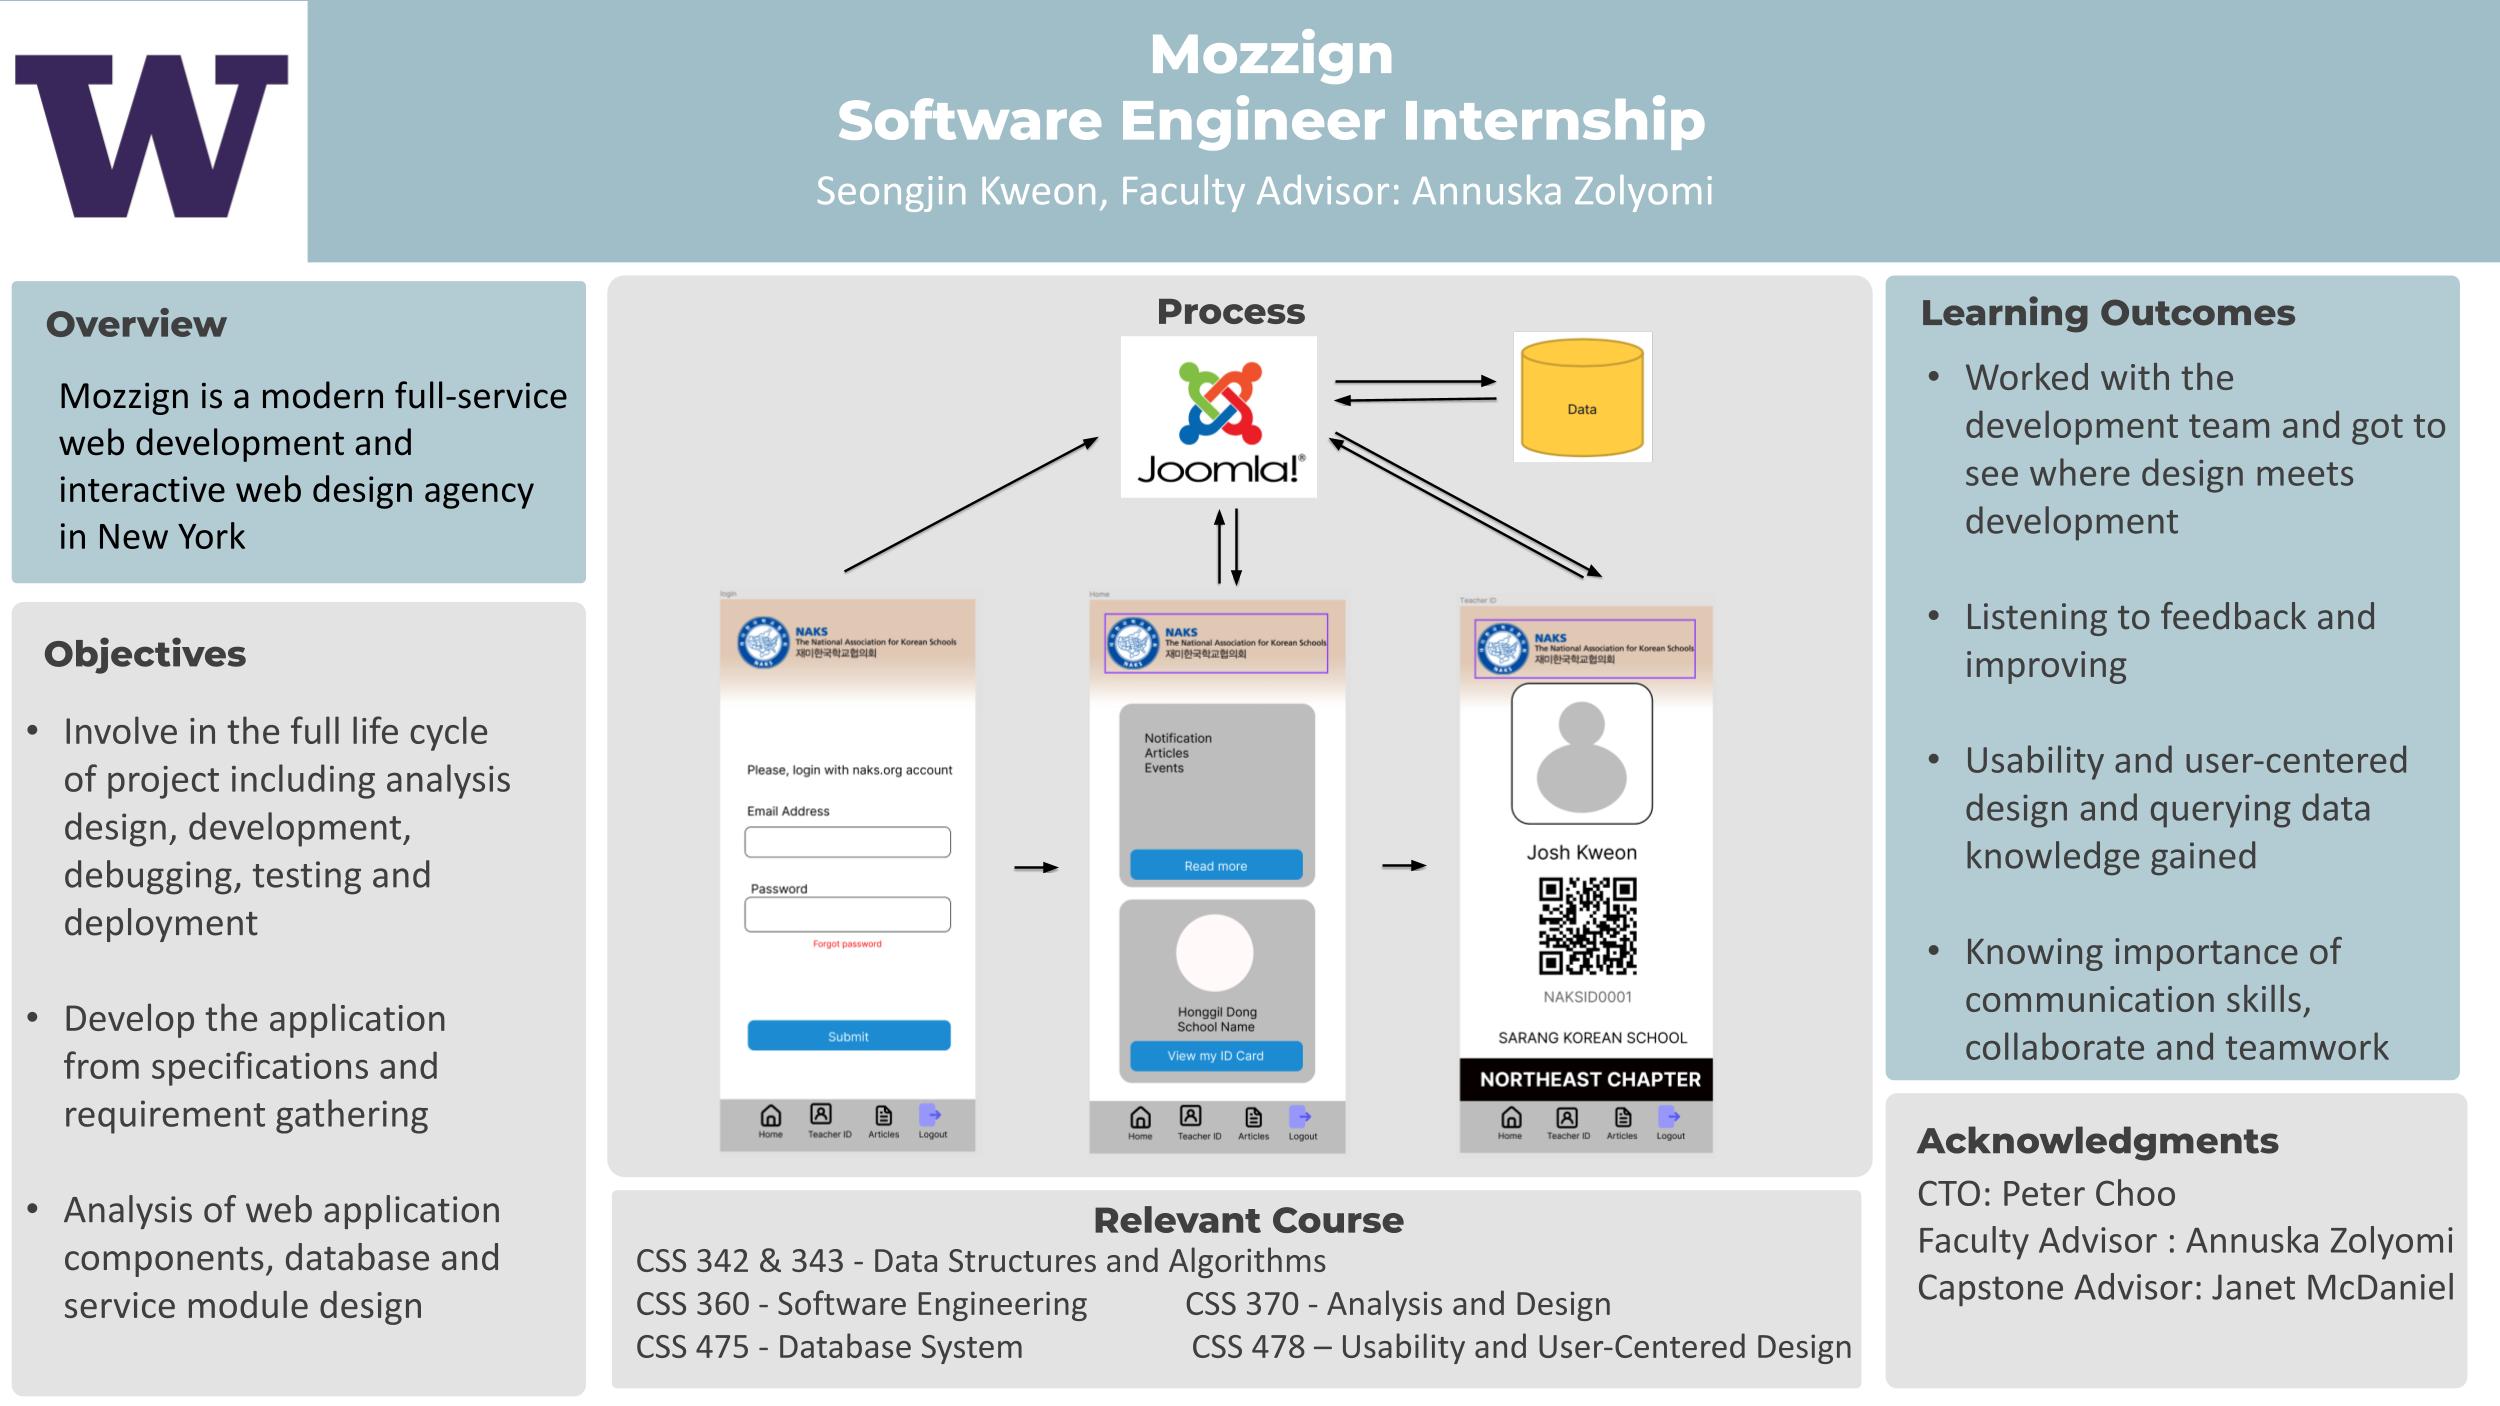 W
Mozzign
Software Engineer Internship
Seongjin Kweon, Faculty Advisor: Annuska Zolyomi
Overview
Mozzign is a modern full-service
web development and
interactive web design agency
in New York
Objectives
• Involve in the full life cycle
of project including analysis
design, development,
debugging, testing and
deployment
• Develop the application
from specifications and
requirement gathering
• Analysis of web application
components, database and
service module design
Process
Joomla!®
Data
login
NAKS
The National Association for Korean Schools
재미한국학교협의회
Please, login with naks.org account
Email Address
Password
Forgot password
Submit
Home Teacher ID Articles Logout
Home
NAKS
The National Association for Korean Schools
재미한국학교협의회
Notification
Articles
Events
Read more
Honggil Dong
School Name
View my ID Card
Home Teacher ID Articles Logout
Teacher ID
NAKS
The National Association for Korean Schools
재미한국학교협의회
Josh Kweon
NAKSID0001
SARANG KOREAN SCHOOL
NORTHEAST CHAPTER
Home Teacher ID Articles Logout
Relevant Course
CSS 342 & 343 - Data Structures and Algorithms
CSS 360 - Software Engineering CSS 370 - Analysis and Design
CSS 475 - Database System CSS 478 – Usability and User-Centered Design
Learning Outcomes
• Worked with the
development team and got to
see where design meets
development
• Listening to feedback and
improving
• Usability and user-centered
design and querying data
knowledge gained
• Knowing importance of
communication skills,
collaborate and teamwork
Acknowledgments
CTO: Peter Choo
Faculty Advisor : Annuska Zolyomi
Capstone Advisor: Janet McDaniel